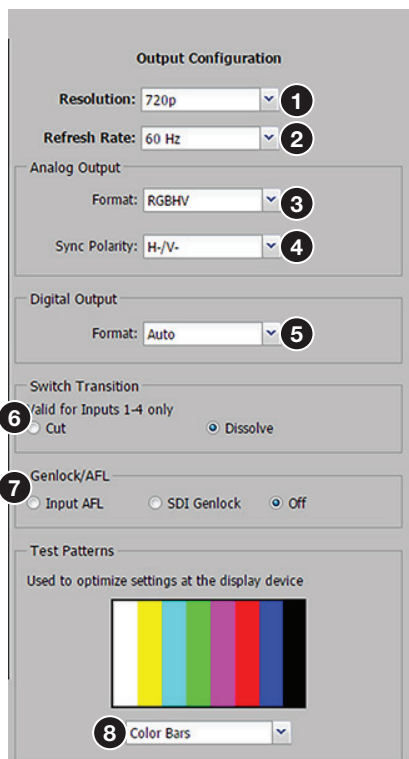 Output Configuration
Resolution: 720p 1
Refresh Rate: 60 Hz 2
Analog Output
Format: RGBHV 3
Sync Polarity: H-/V- 4
Digital Output
Format: Auto 5
Switch Transition
Valid for Inputs 1-4 only
6 Cut Dissolve
Genlock/AFL
7 Input AFL SDI Genlock Off
Test Patterns
Used to optimize settings at the display device
8 Color Bars